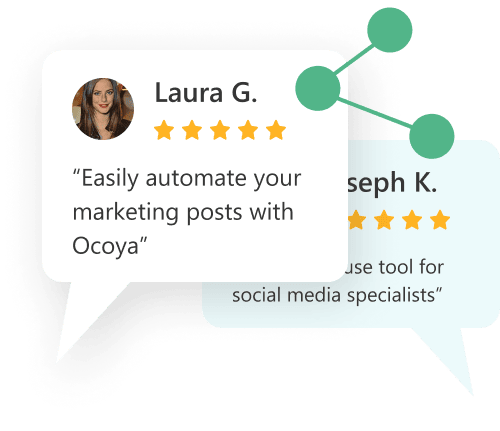 Laura G.
“Easily automate your
marketing posts with
Ocoya”
seph K.
use tool for
social media specialists”